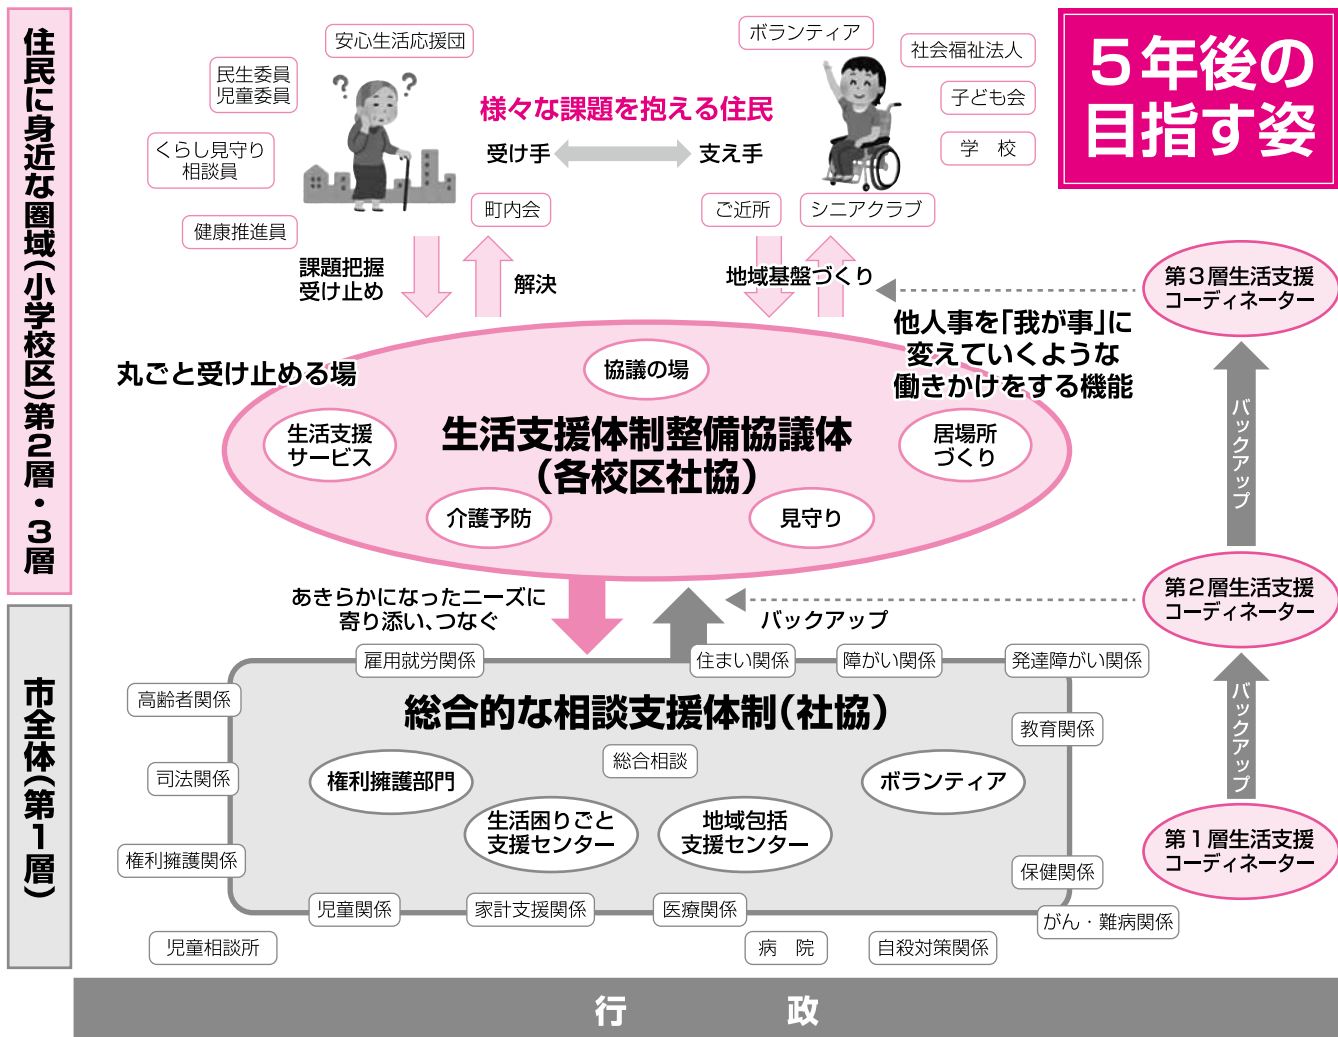 5年後の
目指す姿
住民に身近な圏域(小学校区)第2層・3層
安心生活応援団
民生委員
児童委員
くらし見守り
相談員
健康推進員
町内会
?
?
様々な課題を抱える住民
受け手
支え手
ボランティア
社会福祉法人
子ども会
学 校
ご近所
シニアクラブ
課題把握
受け止め
解決
地域基盤づくり
第3層生活支援
コーディネーター
他人事を「我が事」に
変えていくような
働きかけをする機能
丸ごと受け止める場
協議の場
生活支援
サービス
生活支援体制整備協議体
(各校区社協)
居場所
づくり
介護予防
見守り
バックアップ
あきらかになったニーズに
寄り添い、つなぐ
バックアップ
第2層生活支援
コーディネーター
市全体(第1層)
雇用就労関係
住まい関係
障がい関係
発達障がい関係
高齢者関係
総合的な相談支援体制(社協)
教育関係
総合相談
司法関係
権利擁護部門
ボランティア
生活困りごと
支援センター
地域包括
支援センター
バックアップ
第1層生活支援
コーディネーター
権利擁護関係
保健関係
児童関係
家計支援関係
医療関係
がん・難病関係
児童相談所
病 院
自殺対策関係
行 政